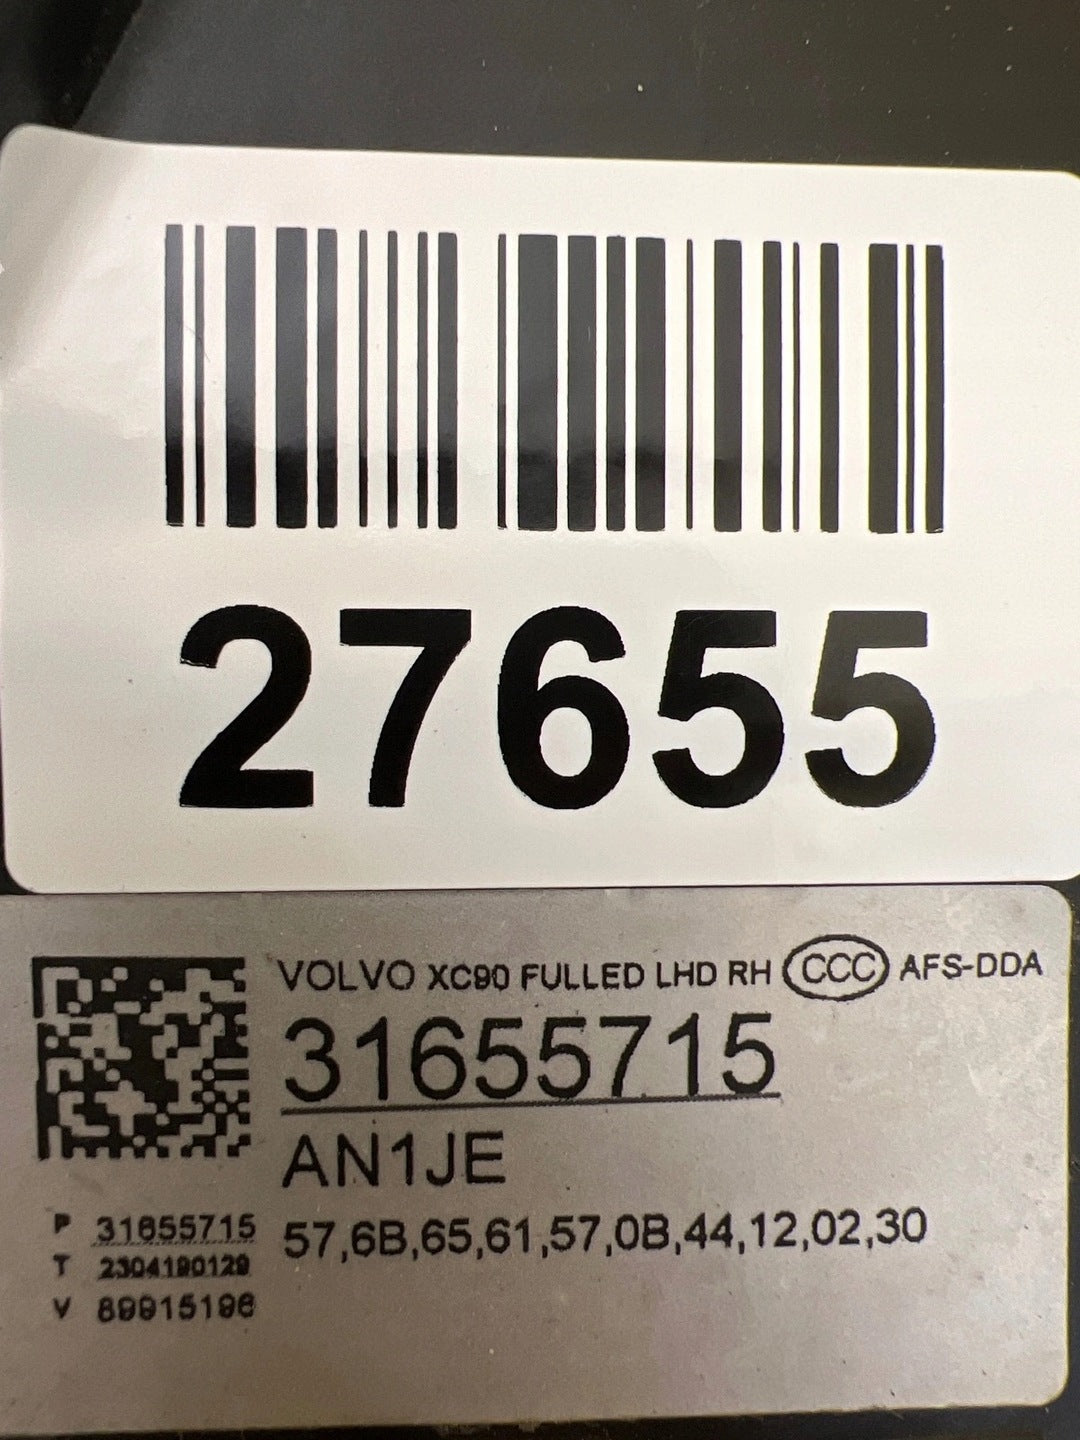 27655
VOLVO XC90 FULLED LHD RH CCC AFS-DDA
31655715
AN1JE
57,6B,65,61,57,0B,44,12,02,30
P 31655715
T 2304190129
V 89915196